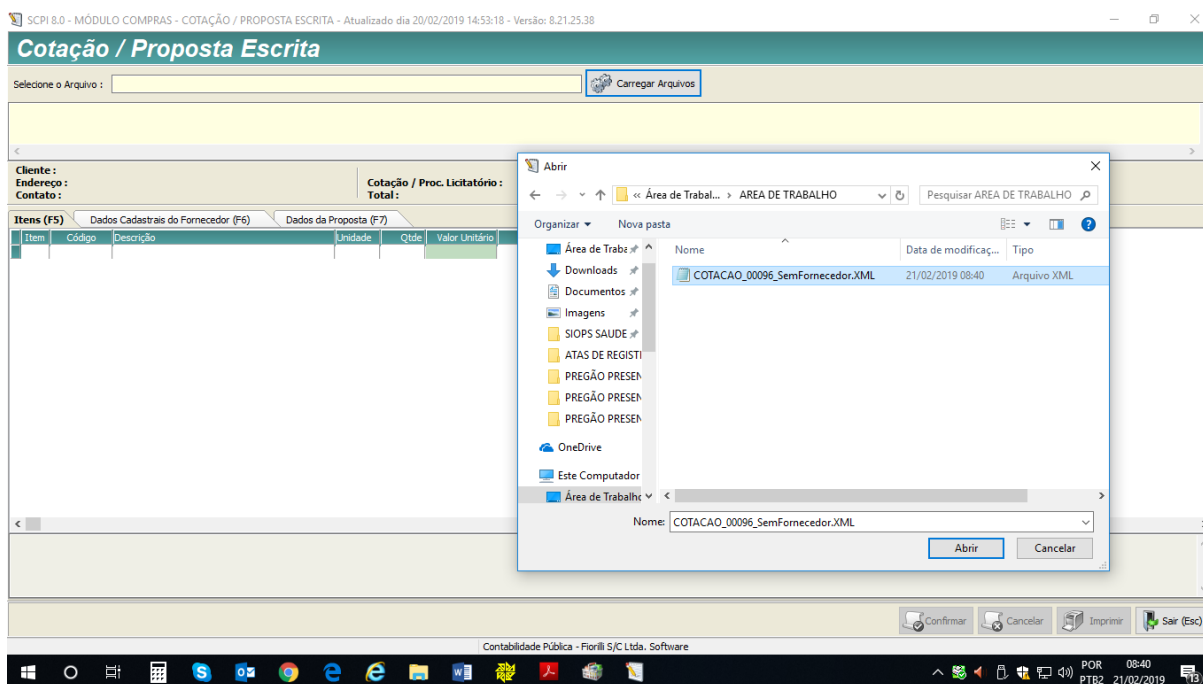 SCPI 8.0 - MÓDULO COMPRAS - COTAÇÃO / PROPOSTA ESCRITA - Atualizado dia 20/02/2019 14:53:18 - Versão: 8.21.25.38
Cotação / Proposta Escrita
Selecione o Arquivo :
Carregar Arquivos
Cliente :
Endereço :
Contato :
Cotação / Proc. Licitatório :
Total :
Itens (F5) Dados Cadastrais do Fornecedor (F6) Dados da Proposta (F7)
Item Código Descrição Unidade Qtde Valor Unitário
Abrir
« Área de Trabal... › AREA DE TRABALHO
Pesquisar AREA DE TRABALHO
Organizar Nova pasta
Nome Data de modificaç... Tipo
COTACAO_00096_SemFornecedor.XML 21/02/2019 08:40 Arquivo XML
Área de Traba
Downloads
Documentos
Imagens
SIOPS SAUDE
ATAS DE REGISTI
PREGÃO PRESEN
PREGÃO PRESEN
PREGÃO PRESEN
OneDrive
Este Computador
Área de Trabalho
Nome: COTACAO_00096_SemFornecedor.XML
Abrir Cancelar
Confirmar Cancelar Imprimir Sair (Esc)
Contabilidade Pública - Fiorilli S/C Ltda. Software
POR 08:40
PTB2 21/02/2019 13